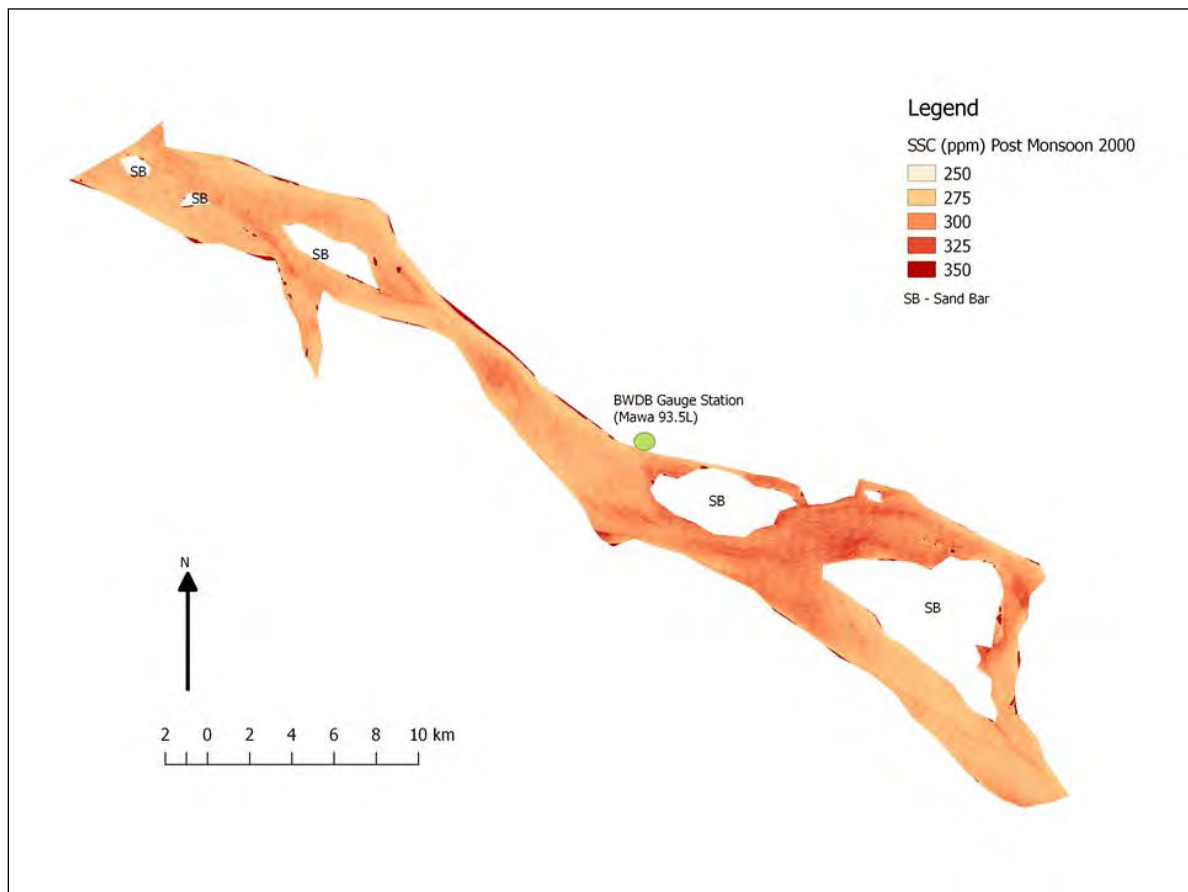 Legend
SSC (ppm) Post Monsoon 2000
250
275
300
325
350
SB - Sand Bar
SB
SB
SB
BWDB Gauge Station
(Mawa 93.5L)
SB
SB
N
2 0 2 4 6 8 10 km